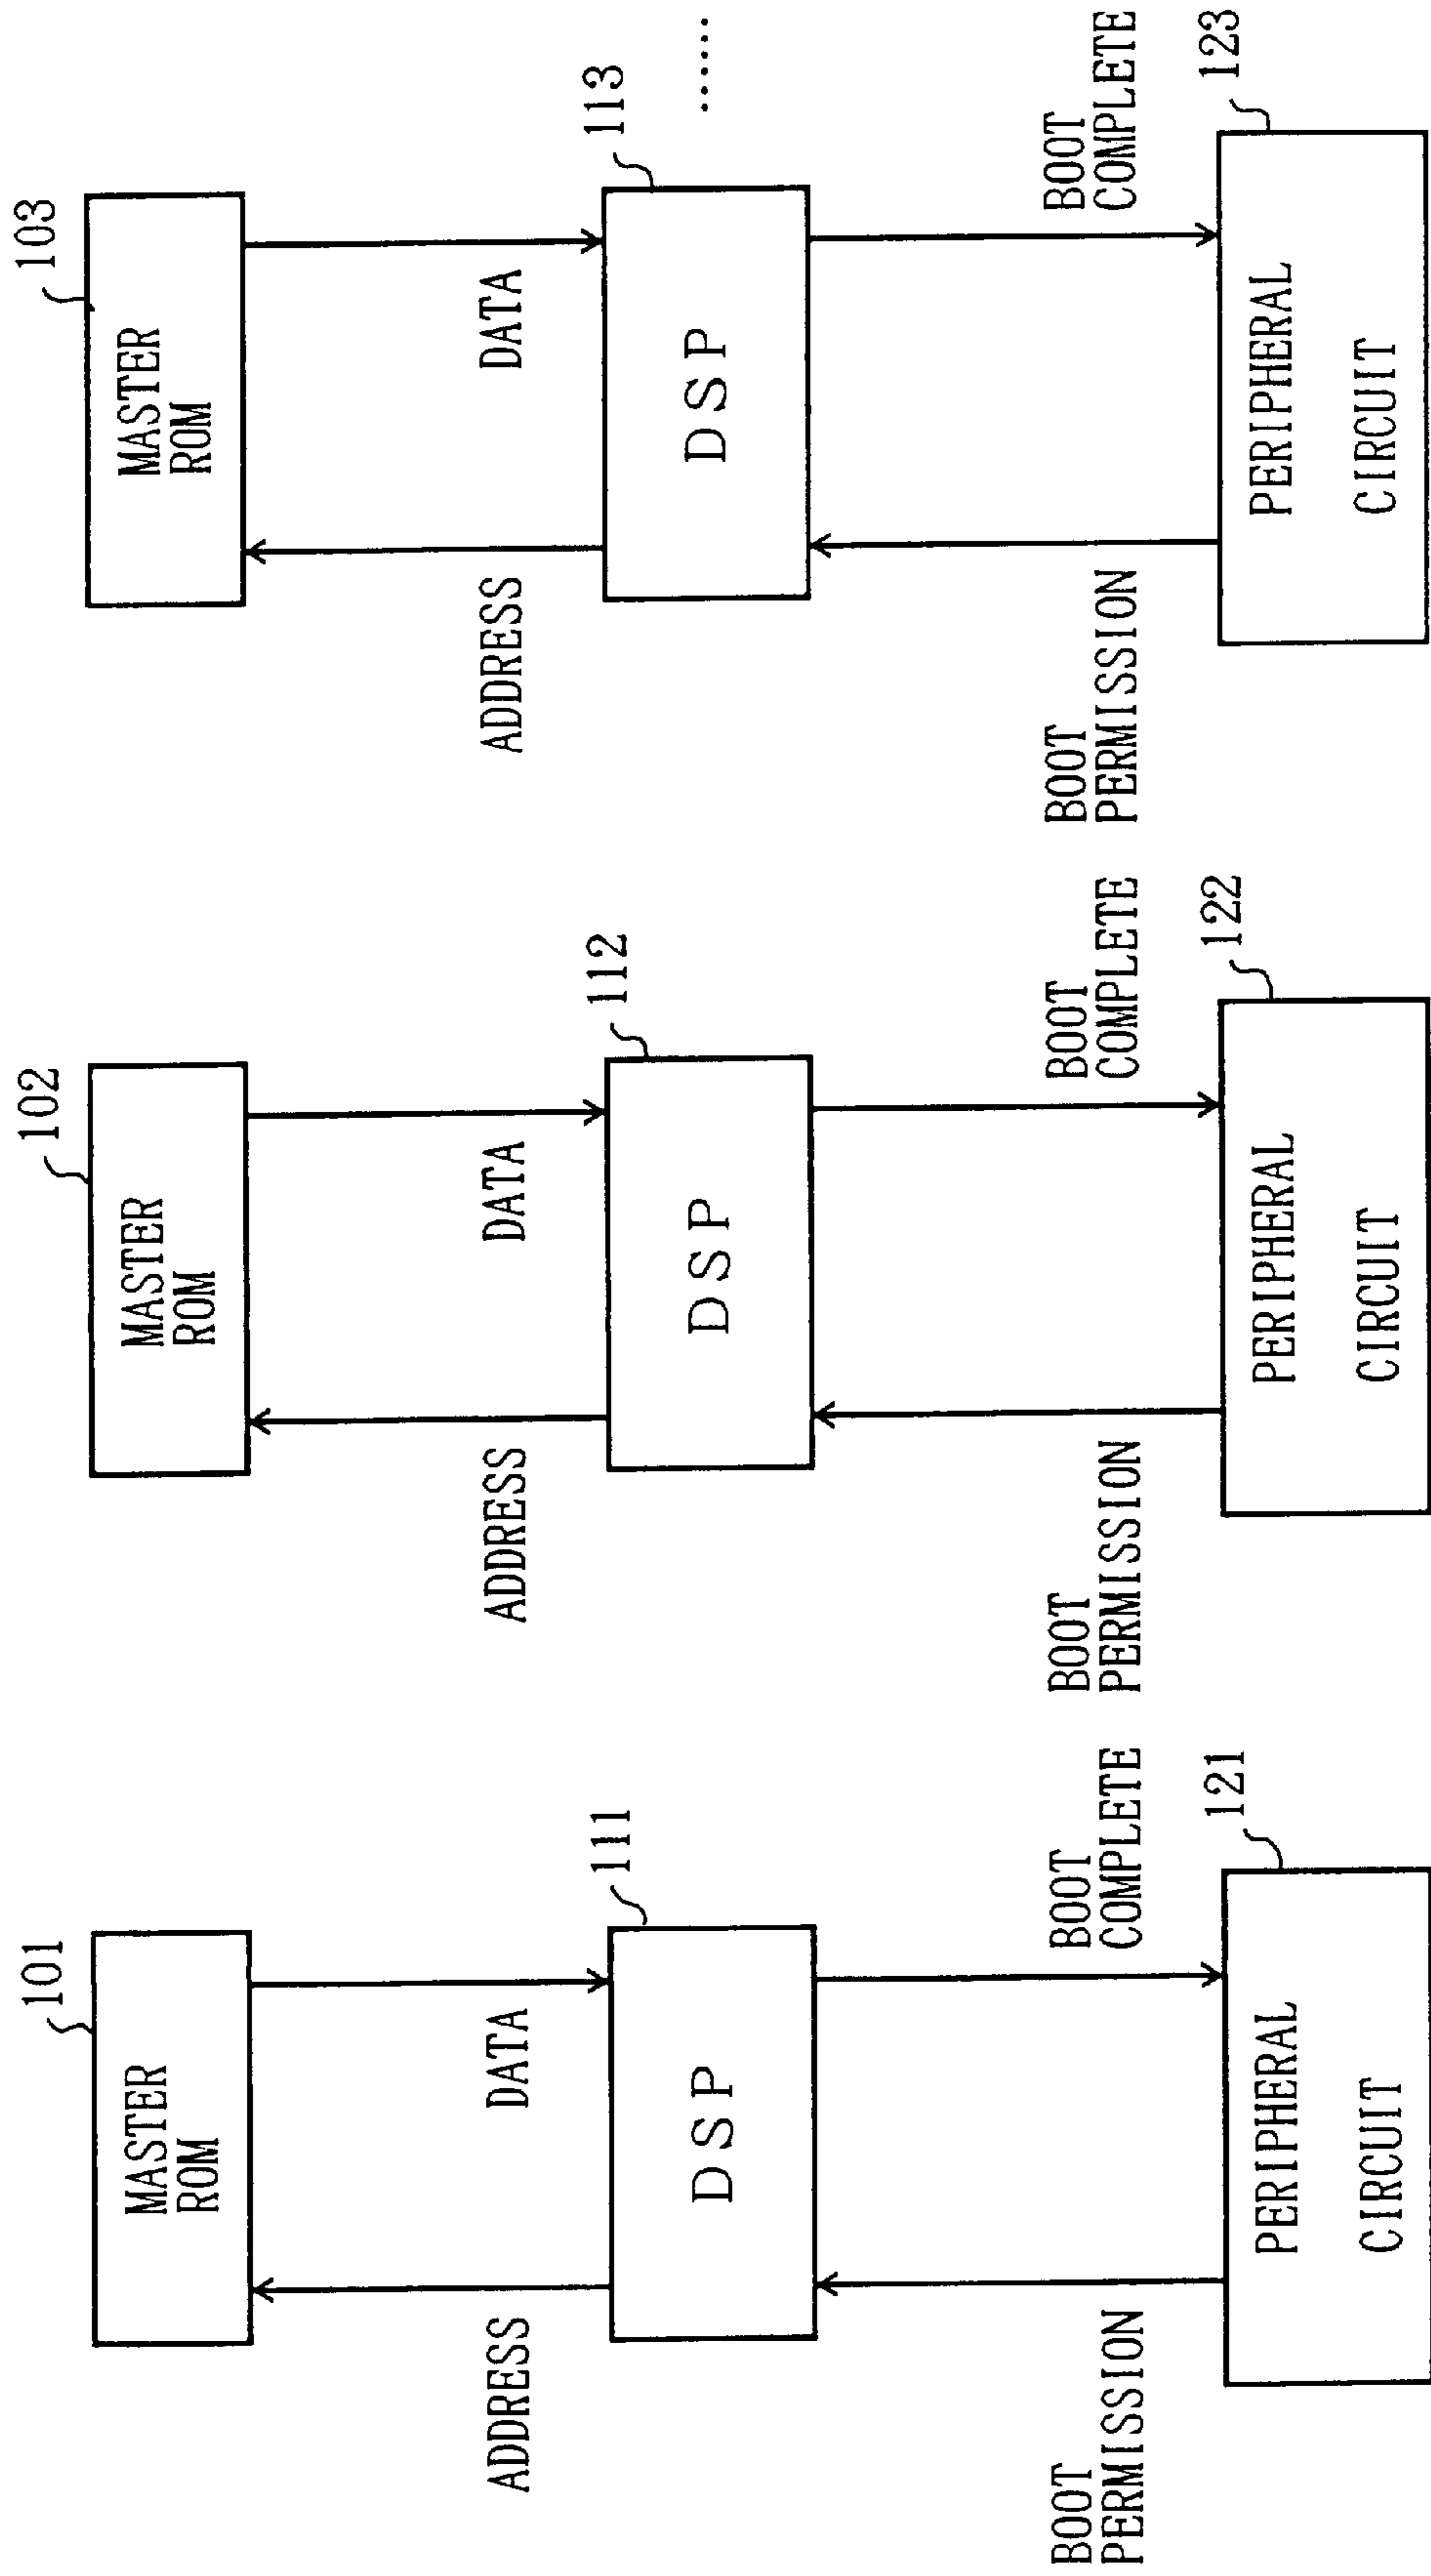 101
MASTER
ROM
ADDRESS
DATA
111
DSP
BOOT
PERMISSION
BOOT
COMPLETE
121
PERIPHERAL
CIRCUIT
102
MASTER
ROM
ADDRESS
DATA
112
DSP
BOOT
PERMISSION
BOOT
COMPLETE
122
PERIPHERAL
CIRCUIT
103
MASTER
ROM
ADDRESS
DATA
113
DSP
......
BOOT
PERMISSION
BOOT
COMPLETE
123
PERIPHERAL
CIRCUIT